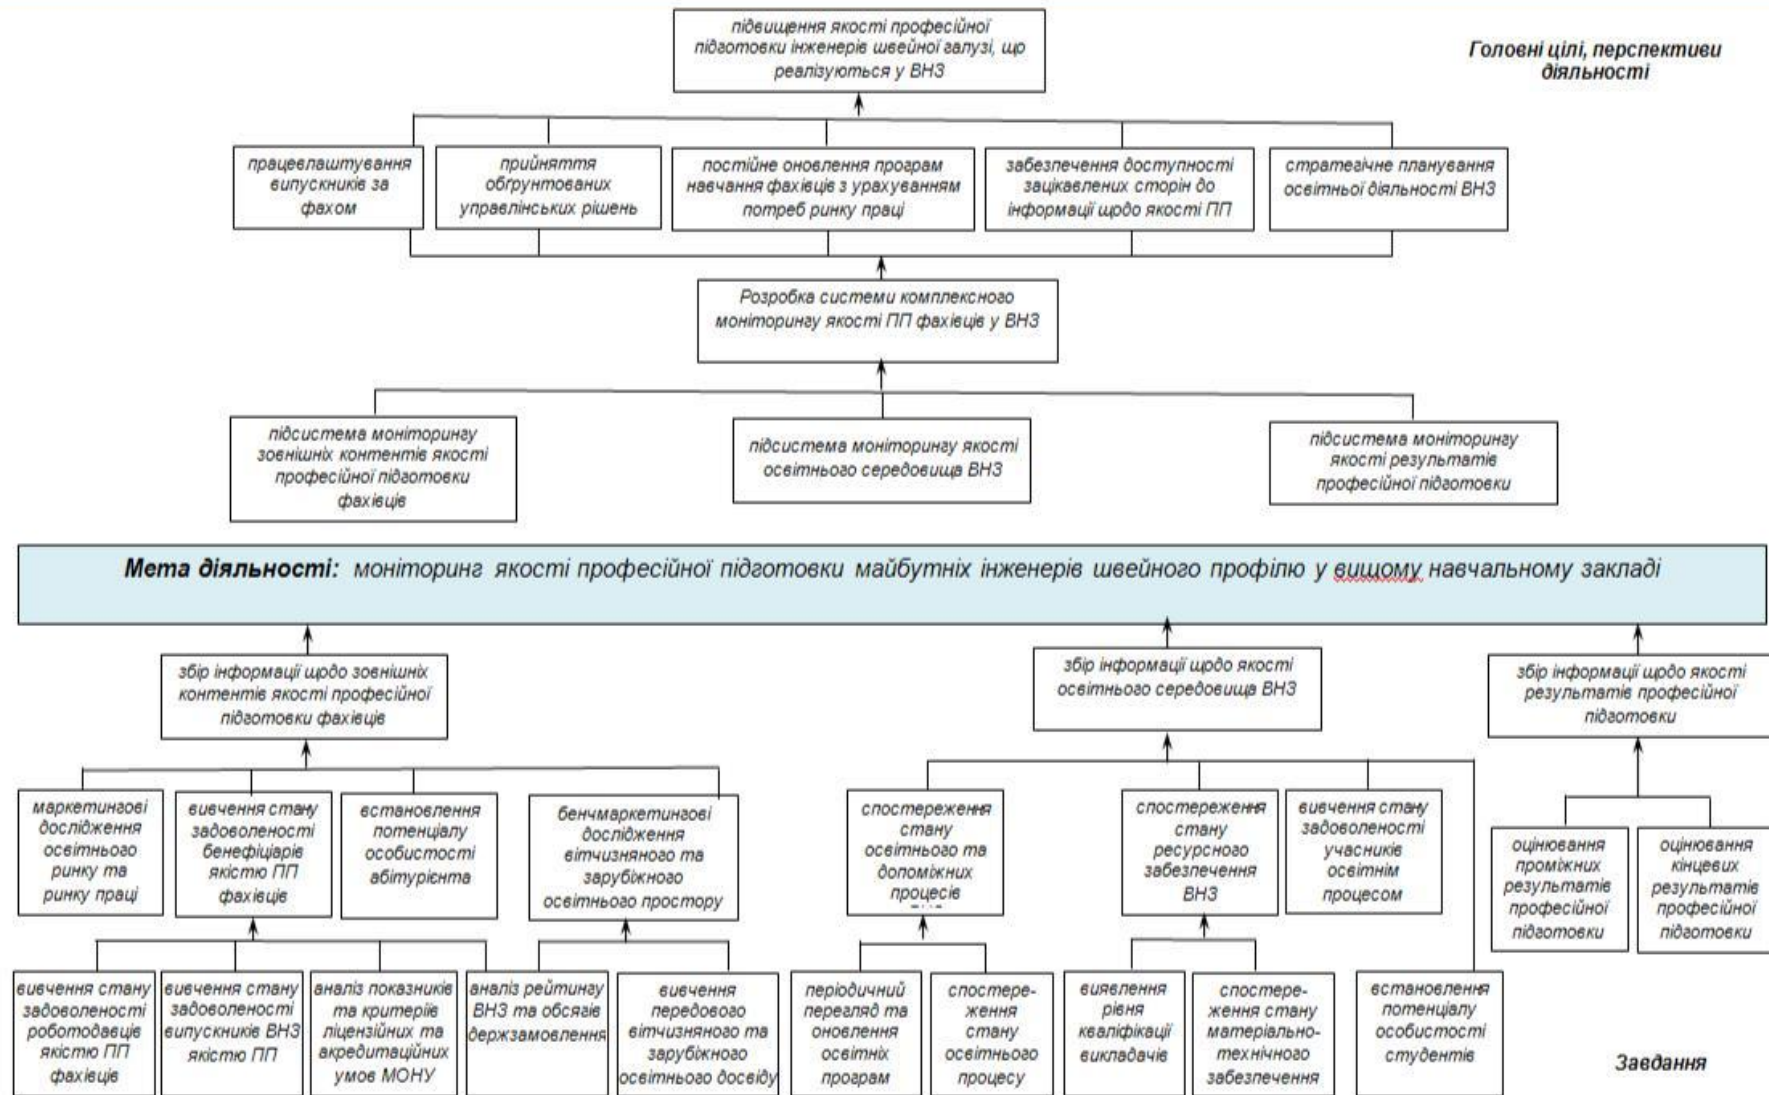 підвищення якості професійної
підготовки інженерів швейної галузі, що
реалізуються у ВНЗ
Головні цілі, перспективи
діяльності
працевлаштування
випускників за
фахом
прийняття
обґрунтованих
управлінських рішень
постійне оновлення програм
навчання фахівців з урахуванням
потреб ринку праці
забезпечення доступності
зацікавлених сторін до
інформації щодо якості ПП
стратегічне планування
освітньої діяльності ВНЗ
Розробка системи комплексного
моніторингу якості ПП фахівців у ВНЗ
підсистема моніторингу
зовнішніх контентів якості
професійної підготовки
фахівців
підсистема моніторингу якості
освітнього середовища ВНЗ
підсистема моніторингу
якості результатів
професійної підготовки
Мета діяльності: моніторинг якості професійної підготовки майбутніх інженерів швейного профілю у вищому навчальному закладі
збір інформації щодо зовнішніх
контентів якості професійної
підготовки фахівців
збір інформації щодо якості
освітнього середовища ВНЗ
збір інформації щодо якості
результатів професійної
підготовки
маркетингові
дослідження
освітнього
ринку та
ринку праці
вивчення стану
задоволеності
бенефіціарів
якістю ПП
фахівців
встановлення
потенціалу
особистості
абітурієнта
бенчмаркетингові
дослідження
вітчизняного та
зарубіжного
освітнього простору
спостереження
стану
освітнього та
допоміжних
процесів
спостереження
стану
ресурсного
забезпечення
ВНЗ
вивчення стану
задоволеності
учасників
освітнім
процесом
оцінювання
проміжних
результатів
професійної
підготовки
оцінювання
кінцевих
результатів
професійної
підготовки
вивчення стану
задоволеності
роботодавців
якістю ПП
фахівців
вивчення стану
задоволеності
випускників ВНЗ
якістю ПП
аналіз показників
та критеріїв
ліцензійних та
акредитаційних
умов МОНУ
аналіз рейтингу
ВНЗ та обсягів
держзамовлення
вивчення
передового
вітчизняного та
зарубіжного
освітнього досвіду
періодичний
перегляд та
оновлення
освітніх
програм
спостере-
ження
стану
освітнього
процесу
виявлення
рівня
кваліфікації
викладачів
спостере-
ження стану
матеріально-
технічного
забезпечення
встановлення
потенціалу
особистості
студентів
Завдання